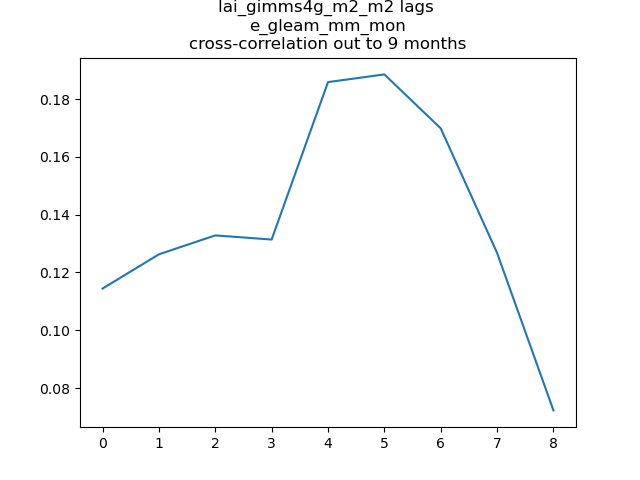 lai_gimms4g_m2_m2 lags
e_gleam_mm_mon
cross-correlation out to 9 months
0.18
0.16
0.14
0.12
0.10
0.08
0 1 2 3 4 5 6 7 8